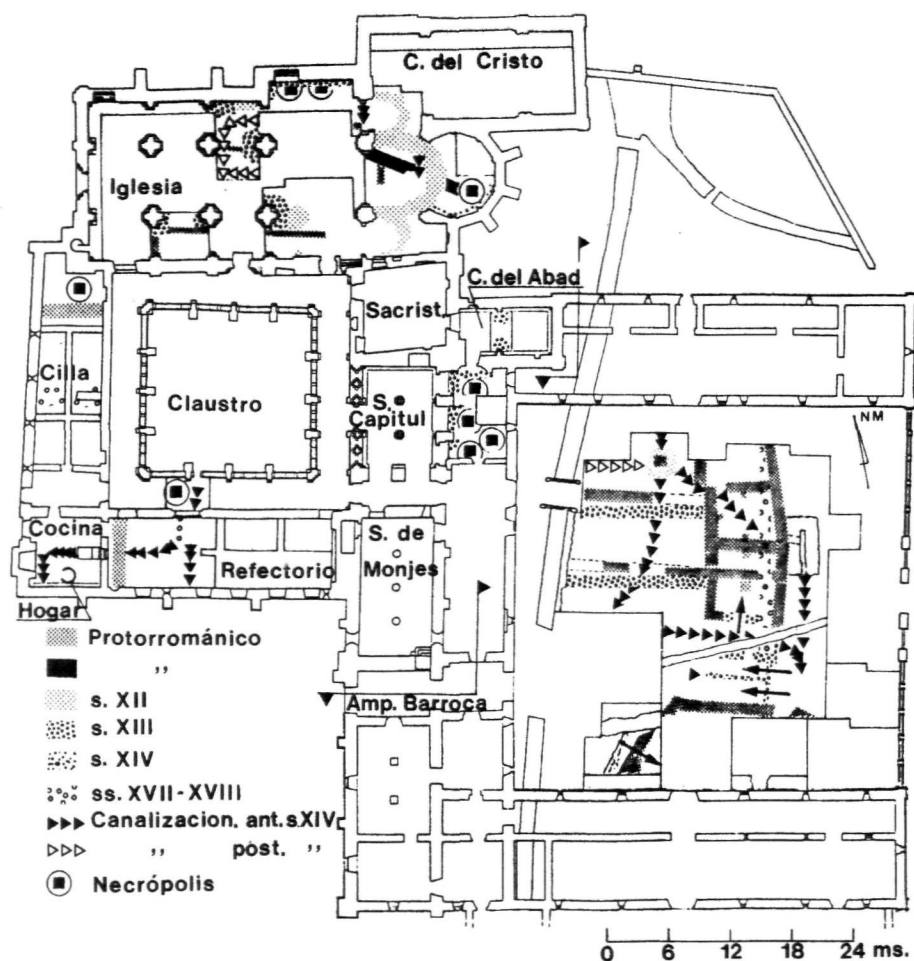 C. del Cristo
Iglesia
C. del Abad
Sacrist.
Cilla
Claustro
S.
Capitul
NM
Cocina
S. de
Monjes
Refectorio
Hogar
Protorrománico
,,
s. XII
Amp. Barroca
s. XIII
s. XIV
ss. XVII-XVIII
Canalizacion. ant. s.XIV
,, post. ,,
Necrópolis
0 6 12 18 24 ms.